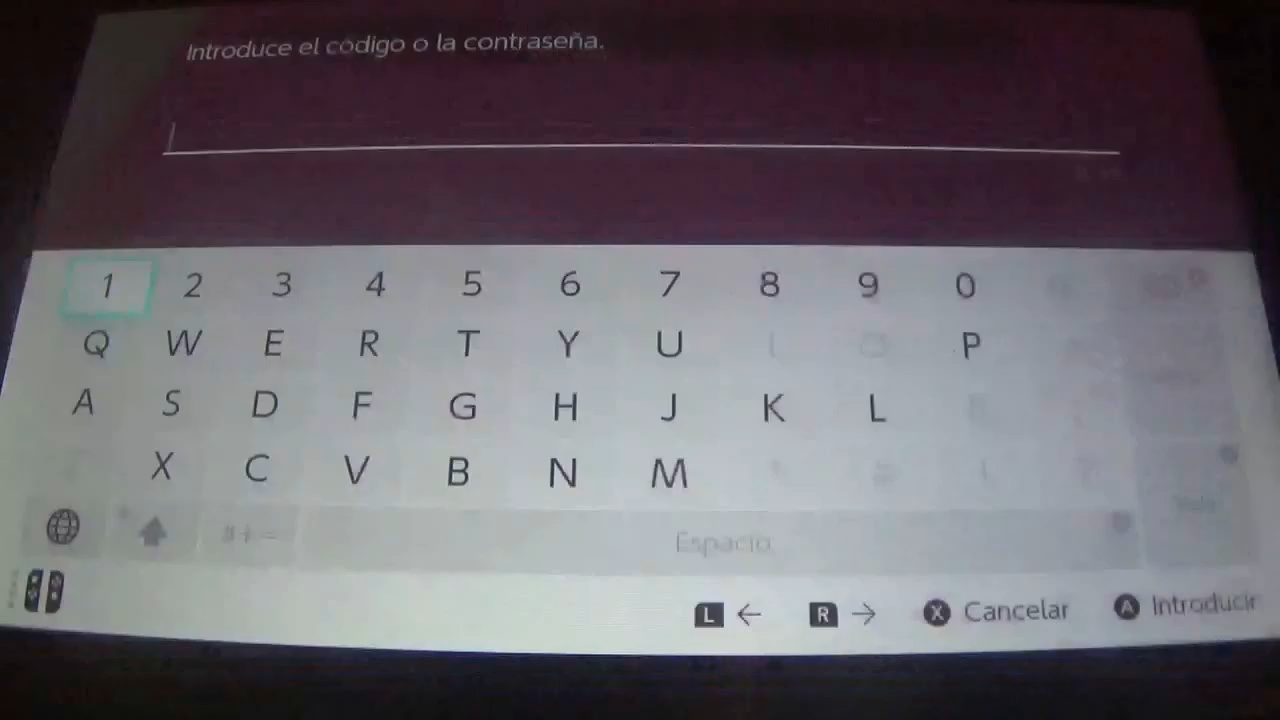 Introduce el código o la contraseña.
1 2 3 4 5 6 7 8 9 0
Q W E R T Y U I O P
A S D F G H J K L
X C V B N M
#+=
Espacio
L ← R → X Cancelar A Introducir